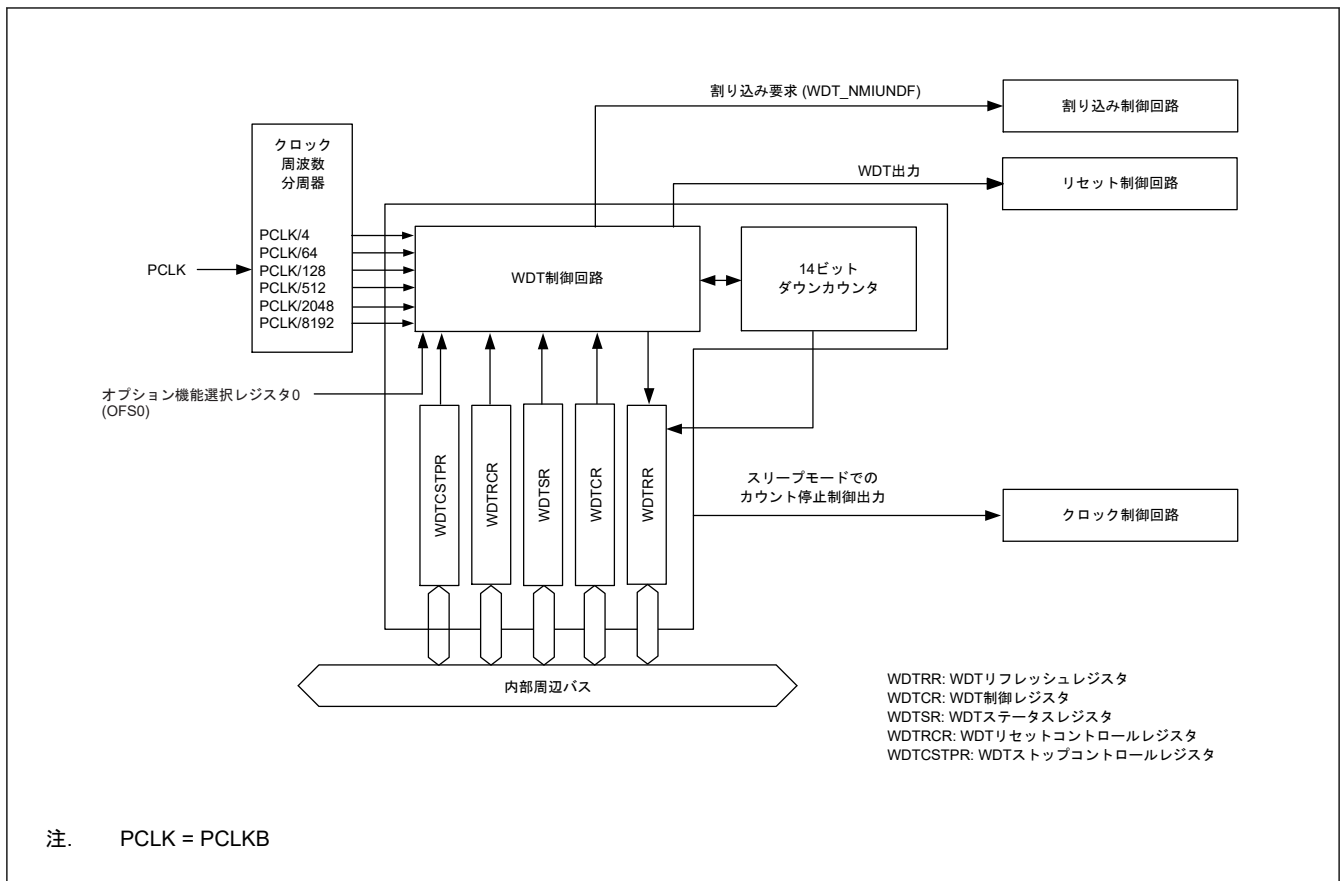 割り込み要求 (WDT_NMIUNDF)
割り込み制御回路
クロック
周波数
分周器
WDT出力
リセット制御回路
PCLK/4
PCLK/64
PCLK/128
PCLK/512
PCLK/2048
PCLK/8192
PCLK
WDT制御回路
14ビット
ダウンカウンタ
オプション機能選択レジスタ0
(OFS0)
WDTCSTPR
WDTRCR
WDTSR
WDTCR
WDTRR
スリープモードでの
カウント停止制御出力
クロック制御回路
内部周辺バス
WDTRR: WDTリフレッシュレジスタ
WDTCR: WDT制御レジスタ
WDTSR: WDTステータスレジスタ
WDTRCR: WDTリセットコントロールレジスタ
WDTCSTPR: WDTストップコントロールレジスタ
注. PCLK = PCLKB